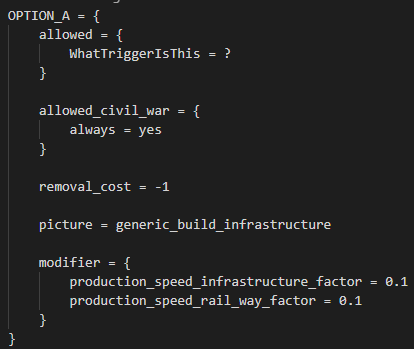 OPTION_A = {
allowed = {
WhatTriggerIsThis = ?
}
allowed_civil_war = {
always = yes
}
removal_cost = -1
picture = generic_build_infrastructure
modifier = {
production_speed_infrastructure_factor = 0.1
production_speed_rail_way_factor = 0.1
}
}